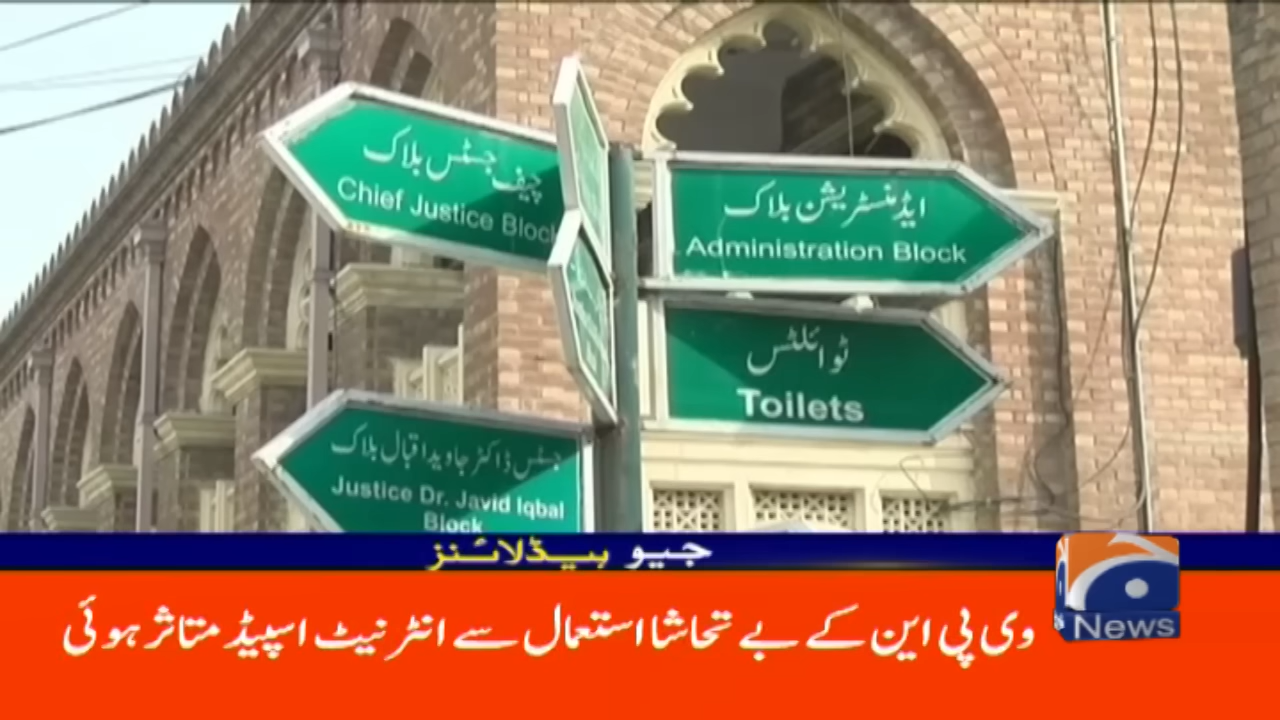 چیف جسٹس بلاک
Chief Justice Block
ایڈمنسٹریشن بلاک
Administration Block
ٹوائلٹس
Toilets
جسٹس ڈاکٹر جاوید اقبال بلاک
Justice Dr. Javid Iqbal
Block
جیو ہیڈلائنز
News
وی پی این کے بے تحاشا استعمال سے انٹرنیٹ اسپیڈ متاثر ہوئی